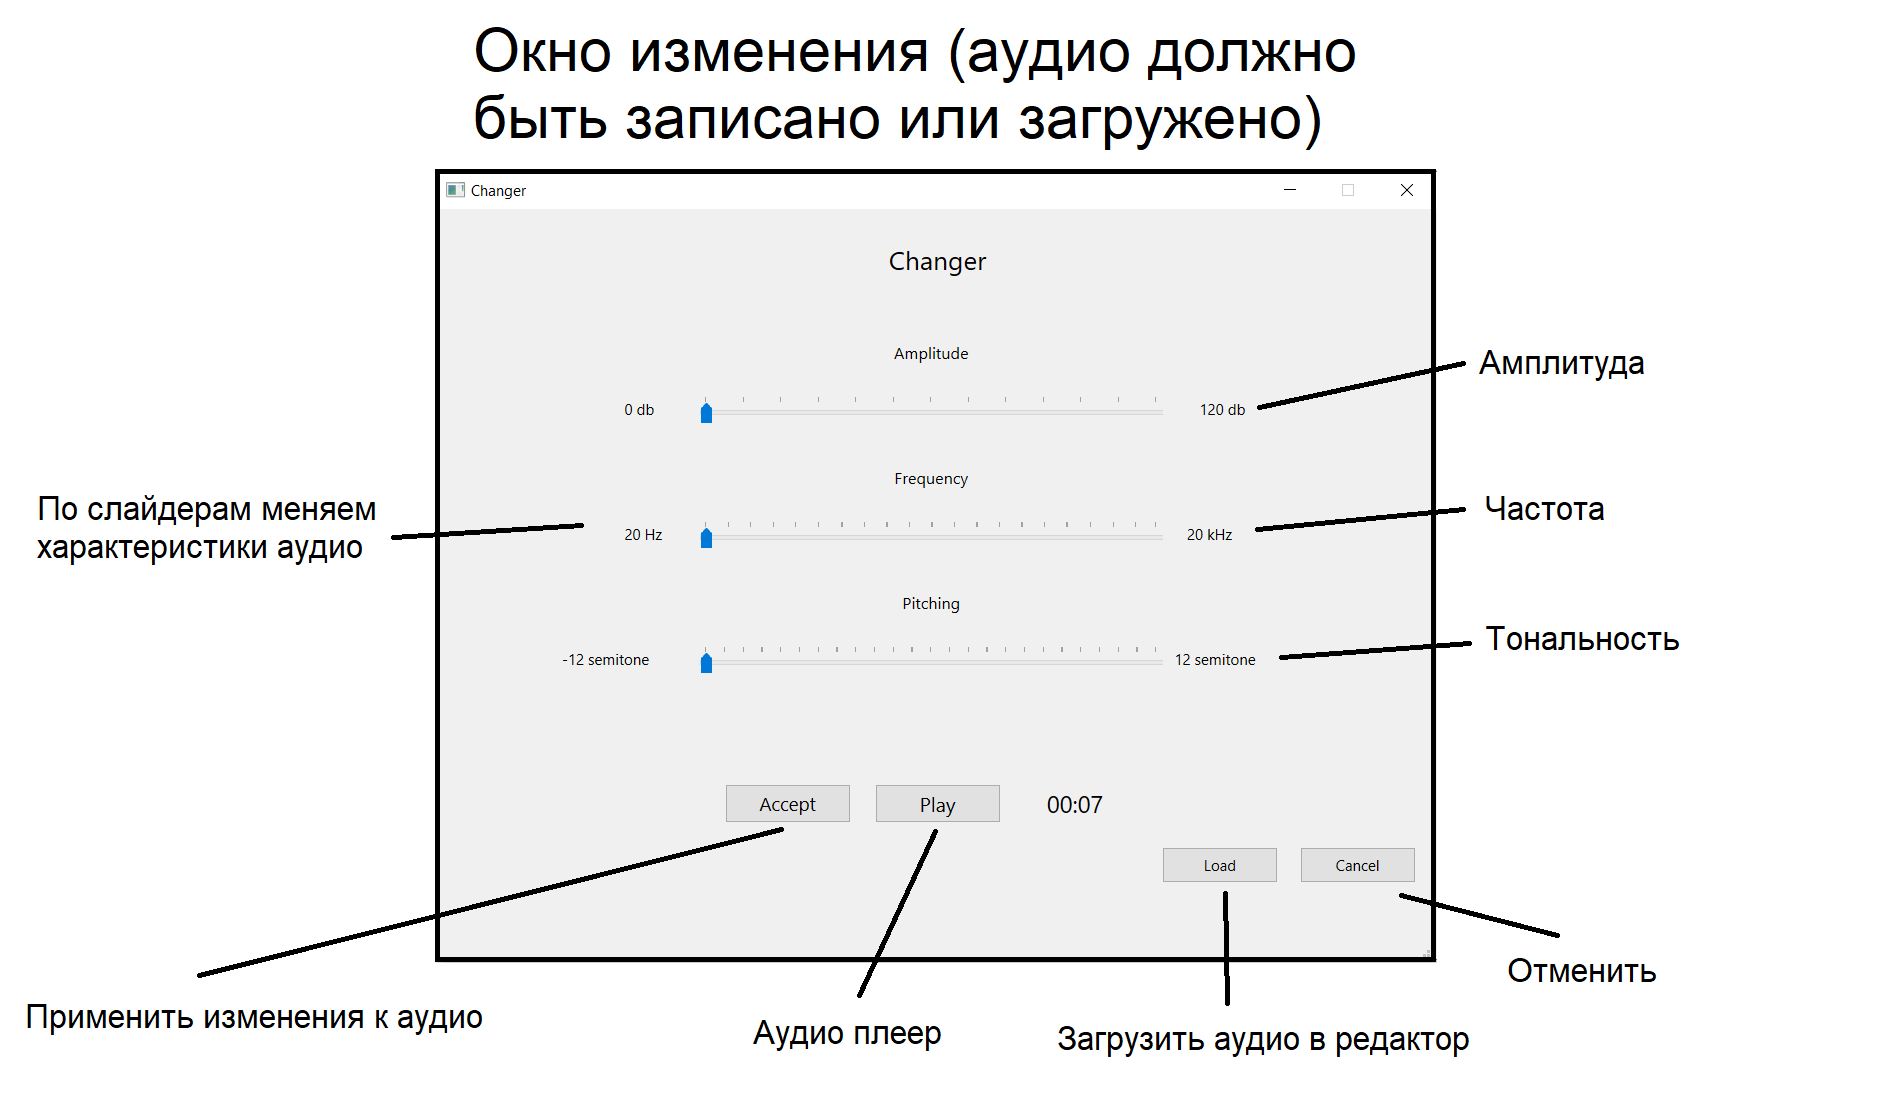 Окно изменения (аудио должно
быть записано или загружено)
Changer
Changer
Amplitude
0 db
120 db
Амплитуда
Frequency
20 Hz
20 kHz
Частота
По слайдерам меняем
характеристики аудио
Pitching
-12 semitone
12 semitone
Тональность
Accept
Play
00:07
Load
Cancel
Применить изменения к аудио
Аудио плеер
Загрузить аудио в редактор
Отменить